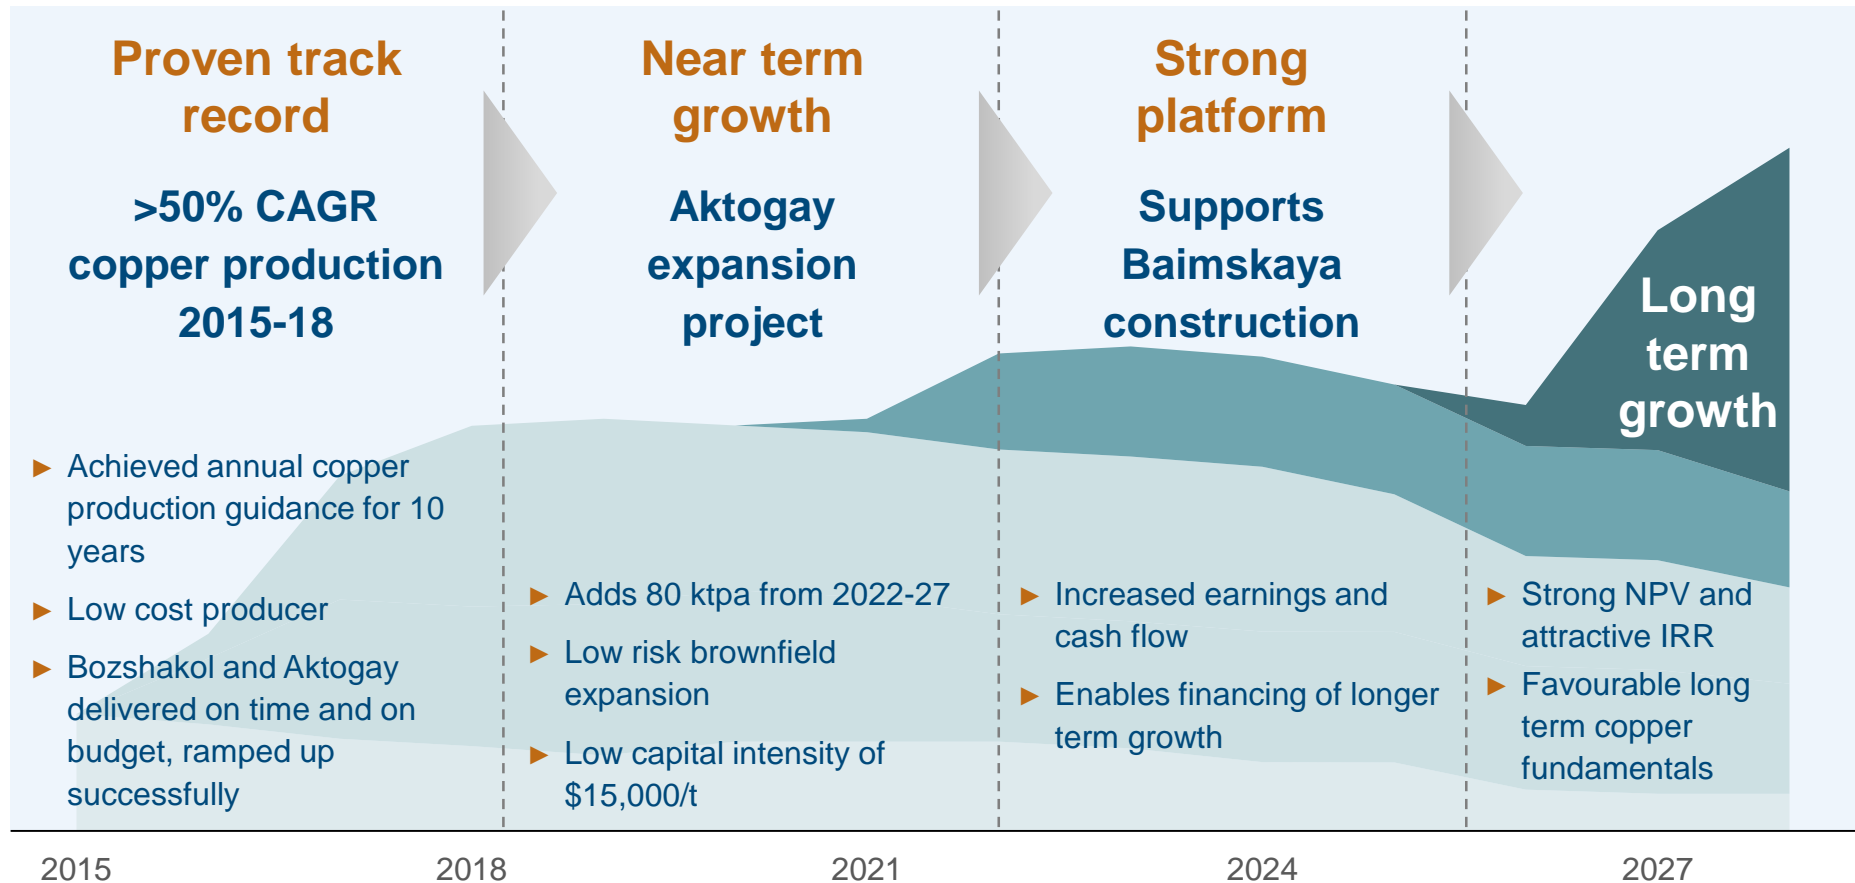 Proven track
record
>50% CAGR
copper production
2015-18
► Achieved annual copper
production guidance for 10
years
► Low cost producer
► Bozshakol and Aktogay
delivered on time and on
budget, ramped up
successfully
Near term
growth
Aktogay
expansion
project
► Adds 80 ktpa from 2022-27
► Low risk brownfield
expansion
► Low capital intensity of
$15,000/t
Strong
platform
Supports
Baimskaya
construction
► Increased earnings and
cash flow
► Enables financing of longer
term growth
Long
term
growth
► Strong NPV and
attractive IRR
► Favourable long
term copper
fundamentals
2015
2018
2021
2024
2027